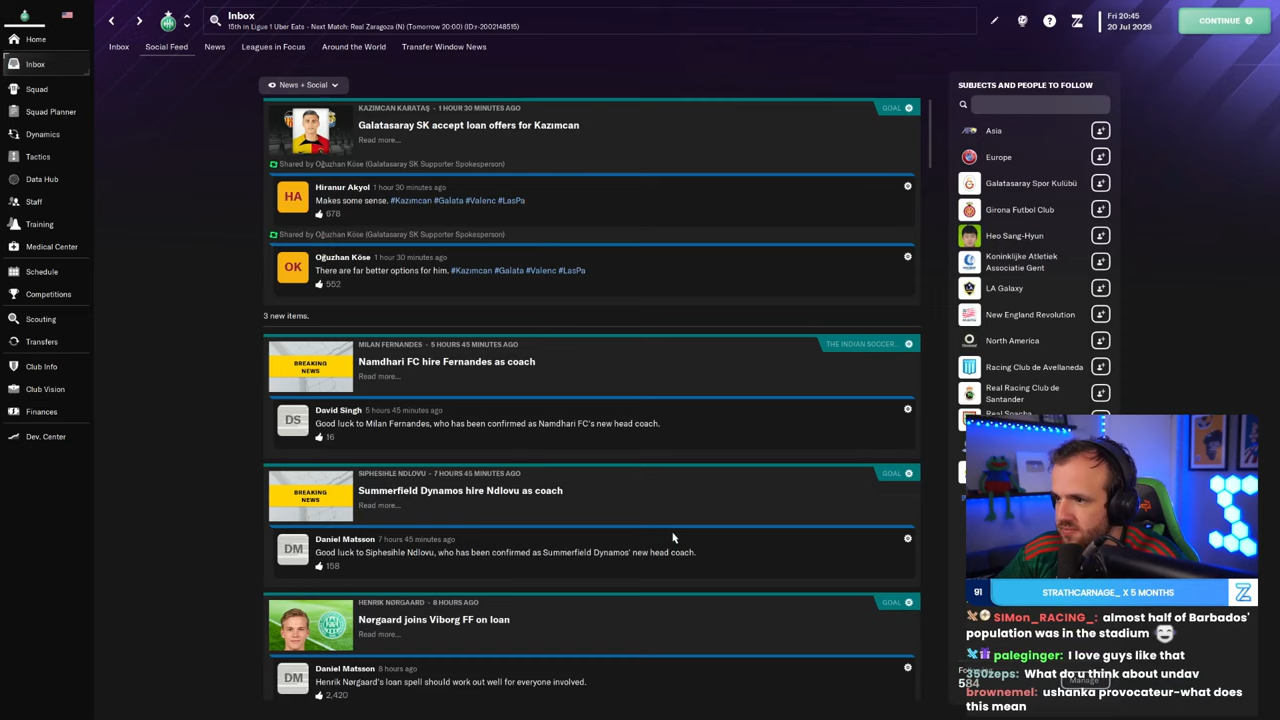 Inbox
15th in Ligue 1 Uber Eats - Next Match: Real Zaragoza (N) (Tomorrow 20:00) (ID:z-2002148515)
Fri 20:45
20 Jul 2029
CONTINUE
Home
Inbox
Squad
Squad Planner
Dynamics
Tactics
Data Hub
Staff
Training
Medical Center
Schedule
Competitions
Scouting
Transfers
Club Info
Club Vision
Finances
Dev. Center
Inbox
Social Feed
News
Leagues in Focus
Around the World
Transfer Window News
News + Social
KAZIMCAN KARATAŞ - 1 HOUR 30 MINUTES AGO
GOAL
Galatasaray SK accept loan offers for Kazımcan
Read more...
Shared by Oğuzhan Köse (Galatasaray SK Supporter Spokesperson)
HA
Hiranur Akyol 1 hour 30 minutes ago
Makes some sense. #Kazımcan #Galata #Valenc #LasPa
678
Shared by Oğuzhan Köse (Galatasaray SK Supporter Spokesperson)
OK
Oğuzhan Köse 1 hour 30 minutes ago
There are far better options for him. #Kazımcan #Galata #Valenc #LasPa
552
3 new items.
MILAN FERNANDES - 5 HOURS 45 MINUTES AGO
THE INDIAN SOCCER...
BREAKING NEWS
Namdhari FC hire Fernandes as coach
Read more...
DS
David Singh 5 hours 45 minutes ago
Good luck to Milan Fernandes, who has been confirmed as Namdhari FC's new head coach.
16
SIPHESIHLE NDLOVU - 7 HOURS 45 MINUTES AGO
GOAL
BREAKING NEWS
Summerfield Dynamos hire Ndlovu as coach
Read more...
DM
Daniel Matsson 7 hours 45 minutes ago
Good luck to Siphesihle Ndlovu, who has been confirmed as Summerfield Dynamos' new head coach.
158
HENRIK NØRGAARD - 8 HOURS AGO
GOAL
Nørgaard joins Viborg FF on loan
Read more...
DM
Daniel Matsson 8 hours ago
Henrik Nørgaard's loan spell should work out well for everyone involved.
2,420
SUBJECTS AND PEOPLE TO FOLLOW
Asia
Europe
Galatasaray Spor Kulübü
Girona Futbol Club
Heo Sang-Hyun
Koninklijke Atletiek
Associatie Gent
LA Galaxy
New England Revolution
North America
Racing Club de Avellaneda
Real Racing Club de
Santander
91
STRATHCARNAGE_ X 5 MONTHS
SIMon_RACING_: almost half of Barbados'
population was in the stadium
paleginger: I love guys like that
350zeps: What do u think about undav
brownemel: ushanka provocateur-what does
this mean
584
Manage